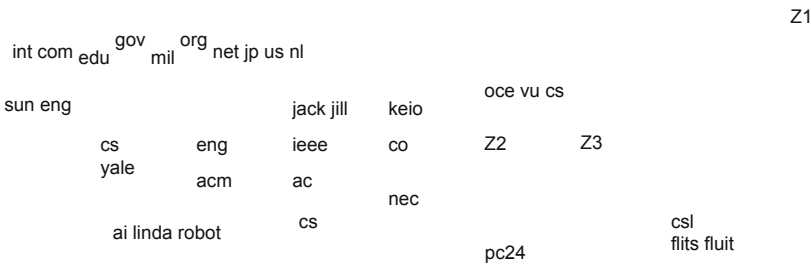 Z1
int com edu gov mil org net jp us nl
oce vu cs
sun eng
jack jill
keio
cs
eng
ieee
co
Z2
Z3
yale
acm
ac
nec
cs
csl
ai linda robot
flits fluit
pc24